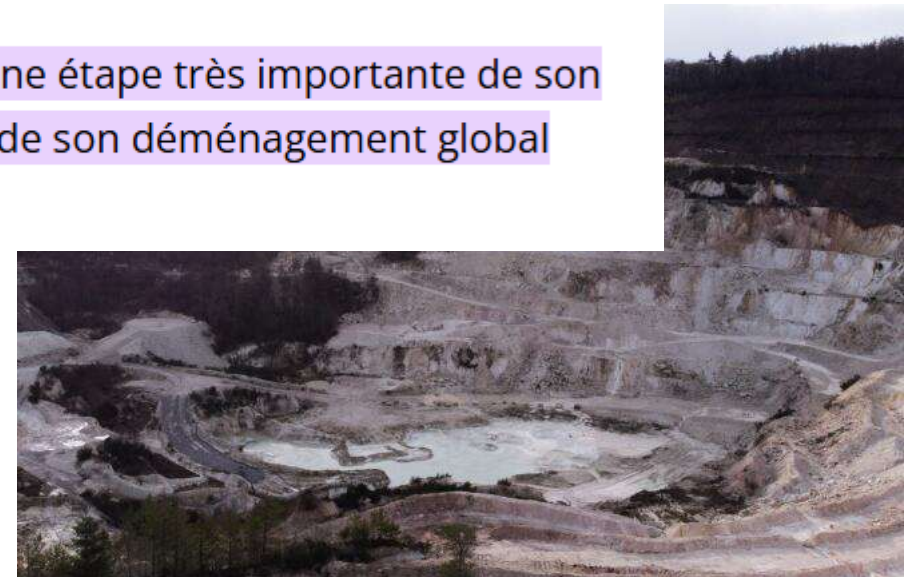 ne étape très importante de son
de son déménagement global